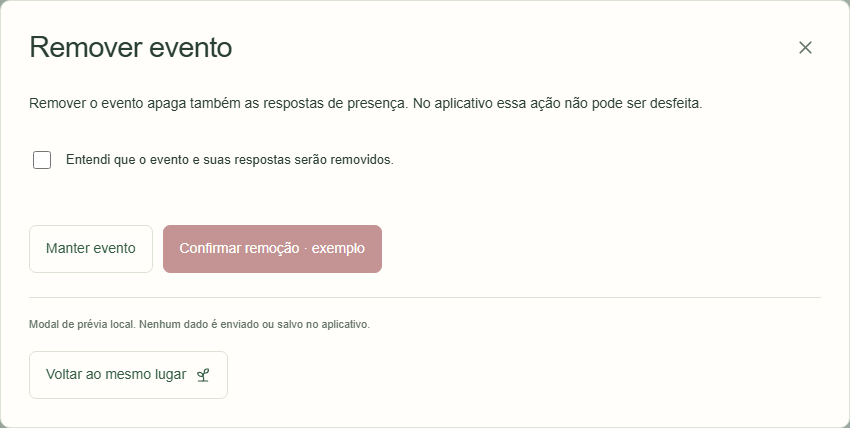 Remover evento
Remover o evento apaga também as respostas de presença. No aplicativo essa ação não pode ser desfeita.
Entendi que o evento e suas respostas serão removidos.
Manter evento
Confirmar remoção · exemplo
Modal de prévia local. Nenhum dado é enviado ou salvo no aplicativo.
Voltar ao mesmo lugar